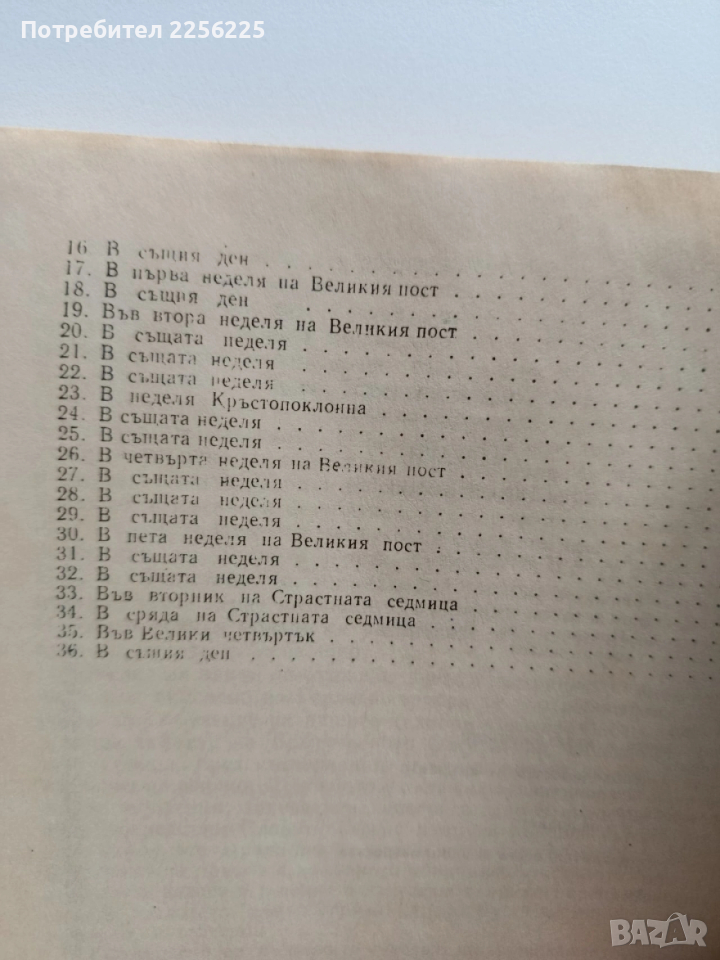 Потребител 2256225
16. В същия ден . . . . . . . . . . . . . . . . . . .
17. В първа неделя на Великия пост . . . . . . . . . . .
18. В същия ден . . . . . . . . . . . . . . . . . . .
19. Във втора неделя на Великия пост . . . . . . . . . . .
20. В същата неделя . . . . . . . . . . . . . . . . . .
21. В същата неделя . . . . . . . . . . . . . . . . . .
22. В същата неделя . . . . . . . . . . . . . . . . . .
23. В неделя Кръстопоклонна . . . . . . . . . . . . . .
24. В същата неделя . . . . . . . . . . . . . . . . . .
25. В същата неделя . . . . . . . . . . . . . . . . . .
26. В четвърта неделя на Великия пост . . . . . . . . . . .
27. В същата неделя . . . . . . . . . . . . . . . . . .
28. В същата неделя . . . . . . . . . . . . . . . . . .
29. В същата неделя . . . . . . . . . . . . . . . . . .
30. В пета неделя на Великия пост . . . . . . . . . . . .
31. В същата неделя . . . . . . . . . . . . . . . . . .
32. В същата неделя . . . . . . . . . . . . . . . . . .
33. Във вторник на Страстната седмица . . . . . . . . . . .
34. В сряда на Страстната седмица . . . . . . . . . . . .
35. Във Велики четвъртък . . . . . . . . . . . . . . . .
36. В същия ден . . . . . . . . . . . . . . . . . . .
BAZAR